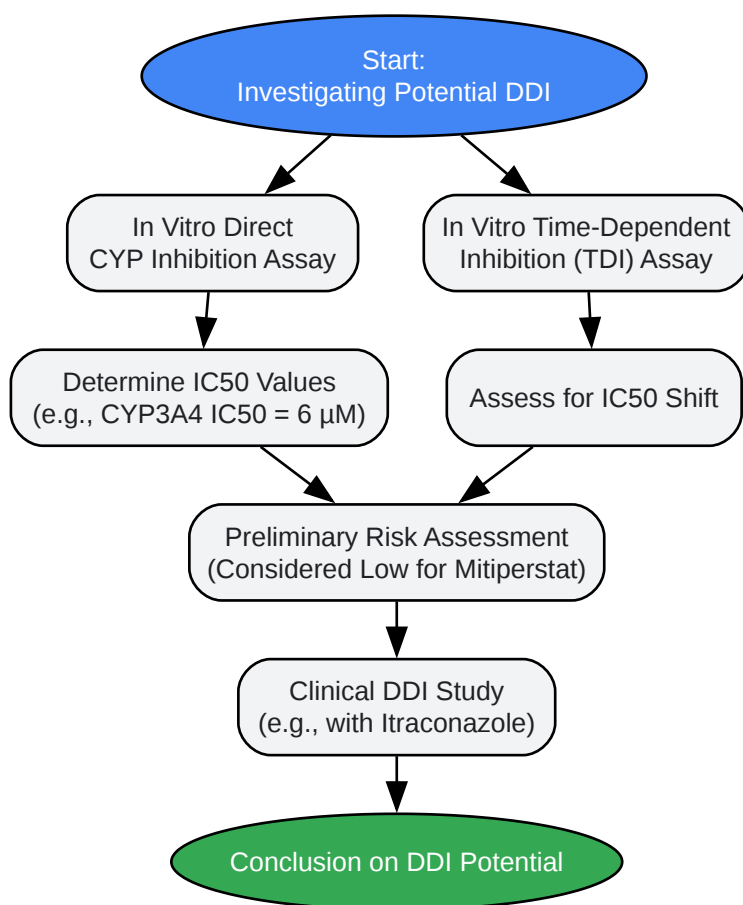 Start:
Investigating Potential DDI
In Vitro Direct
CYP Inhibition Assay
In Vitro Time-Dependent
Inhibition (TDI) Assay
Determine IC50 Values
(e.g., CYP3A4 IC50 = 6 µM)
Assess for IC50 Shift
Preliminary Risk Assessment
(Considered Low for Mitiperstat)
Clinical DDI Study
(e.g., with Itraconazole)
Conclusion on DDI Potential